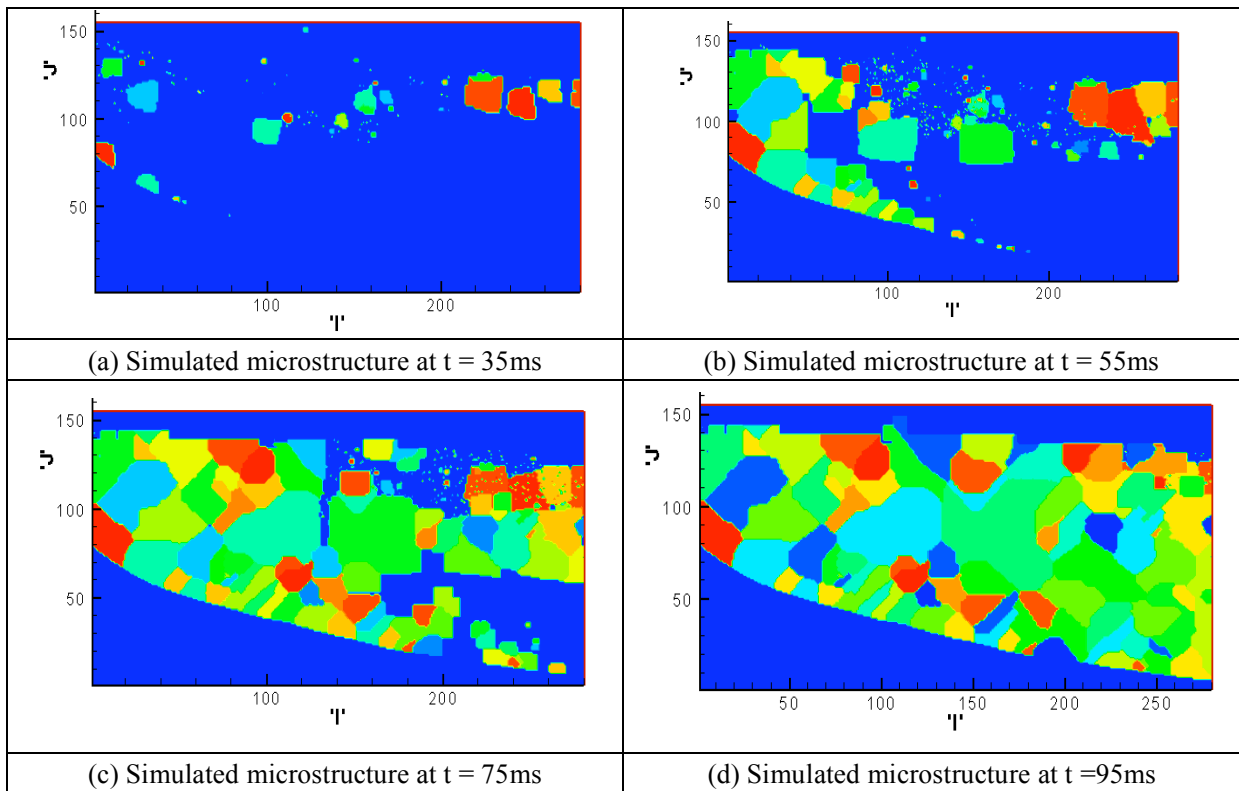 150
'J'
100
50
100
200
'I'
(a) Simulated microstructure at t = 35ms
150
'J'
100
50
100
200
'I'
(b) Simulated microstructure at t = 55ms
150
'J'
100
50
100
200
'I'
(c) Simulated microstructure at t = 75ms
150
'J'
100
50
50
100
150
200
250
'I'
(d) Simulated microstructure at t =95ms